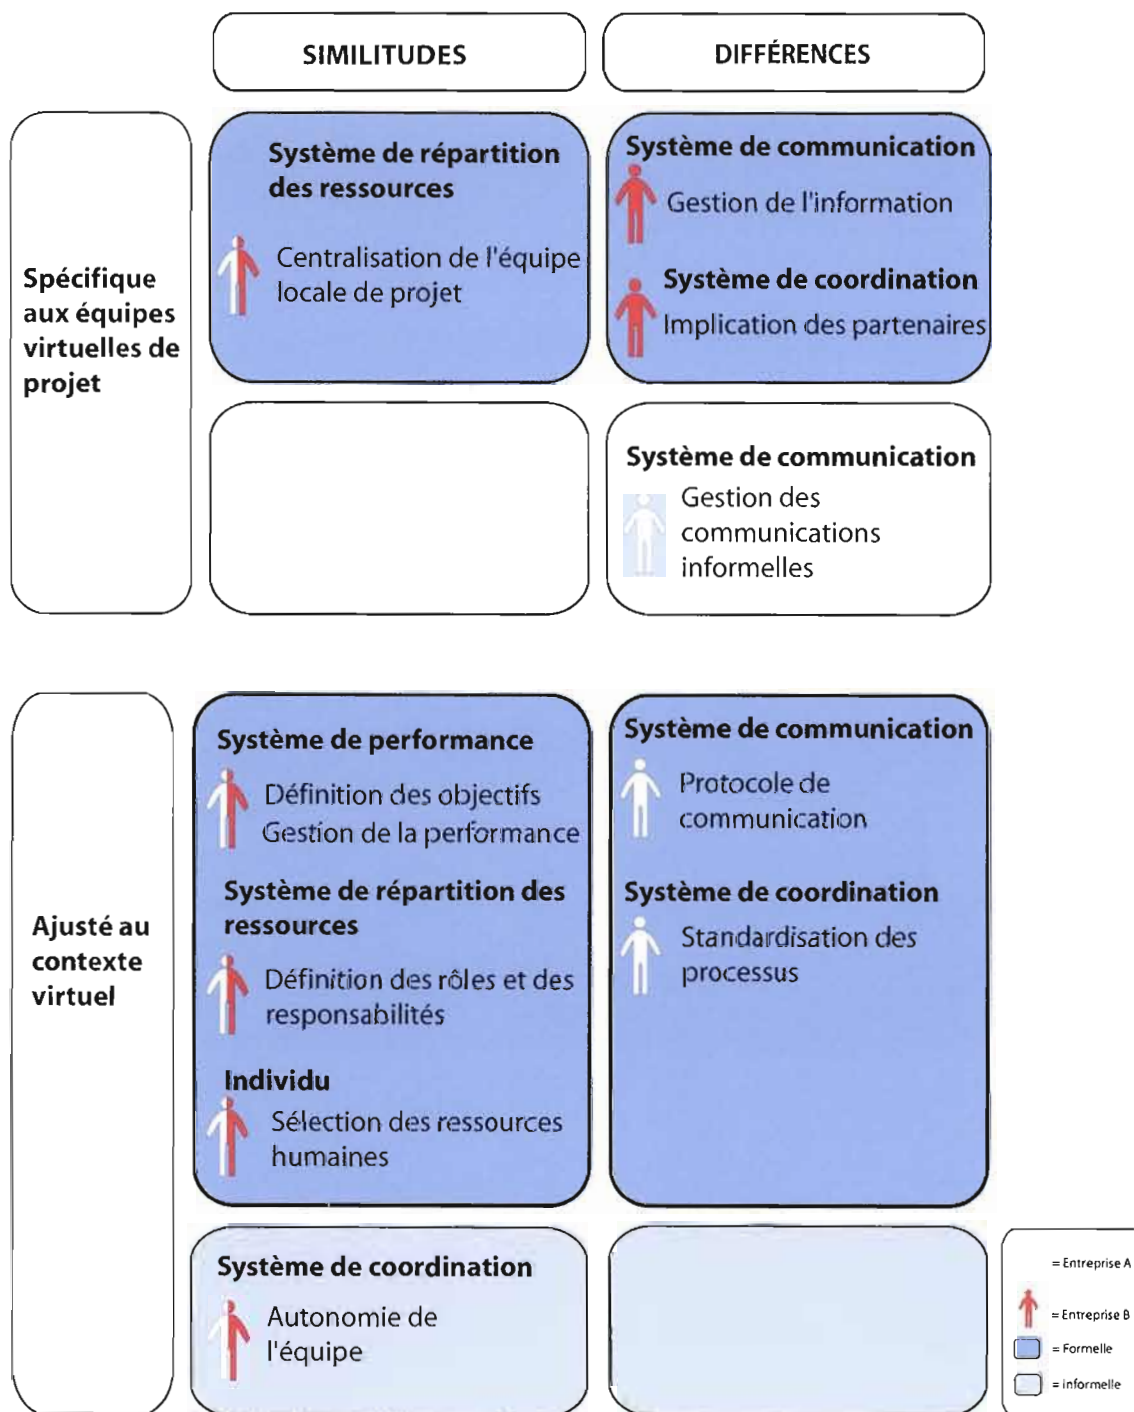 SIMILITUDES
DIFFÉRENCES
Spécifique
aux équipes
virtuelles de
projet
Système de répartition
des ressources
Centralisation de l'équipe
locale de projet
Système de communication
Gestion de l'information
Système de coordination
Implication des partenaires
Système de communication
Gestion des
communications
informelles
Ajusté au
contexte
virtuel
Système de performance
Définition des objectifs
Gestion de la performance
Système de répartition des
ressources
Définition des rôles et des
responsabilités
Individu
Sélection des ressources
humaines
Système de communication
Protocole de
communication
Système de coordination
Standardisation des
processus
Système de coordination
Autonomie de
l'équipe
= Entreprise A
= Entreprise B
= Formelle
= informelle